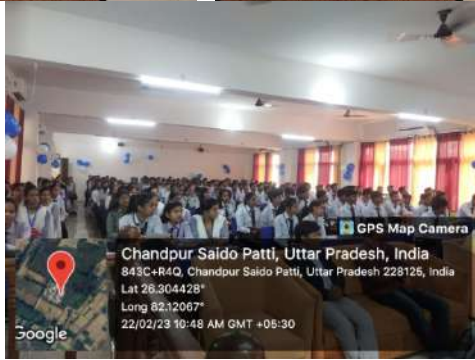 GPS Map Camera
Chandpur Saido Patti, Uttar Pradesh, India
843C+R4Q, Chandpur Saido Patti, Uttar Pradesh 228125, India
Lat 26.304428°
Long 82.12067°
22/02/23 10:48 AM GMT +05:30
Google